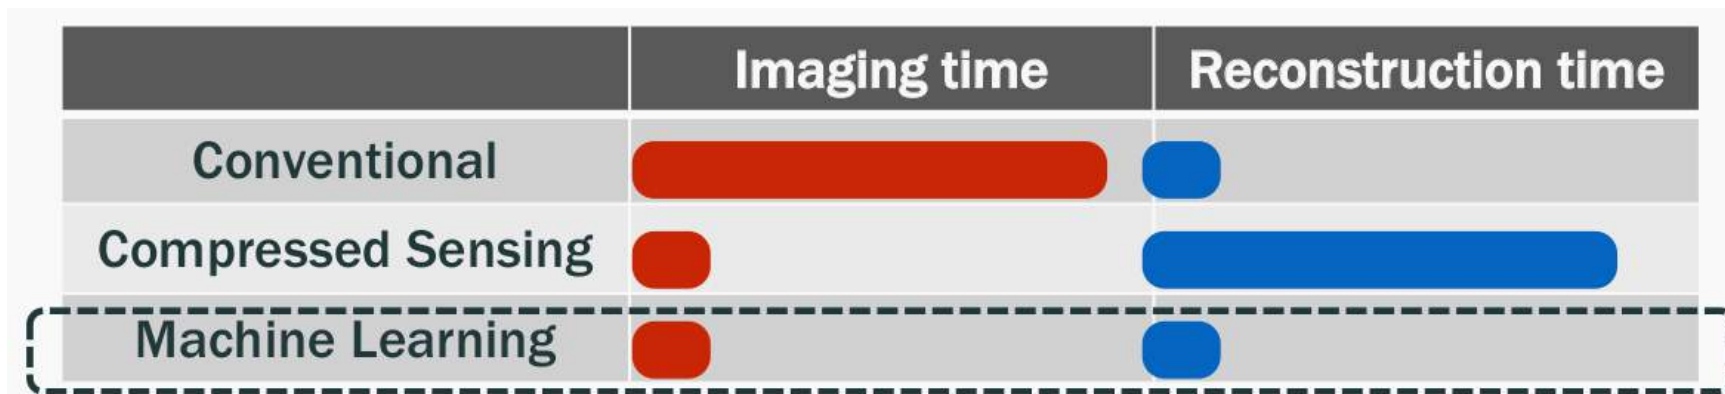 Imaging time Reconstruction time
Conventional
Compressed Sensing
Machine Learning